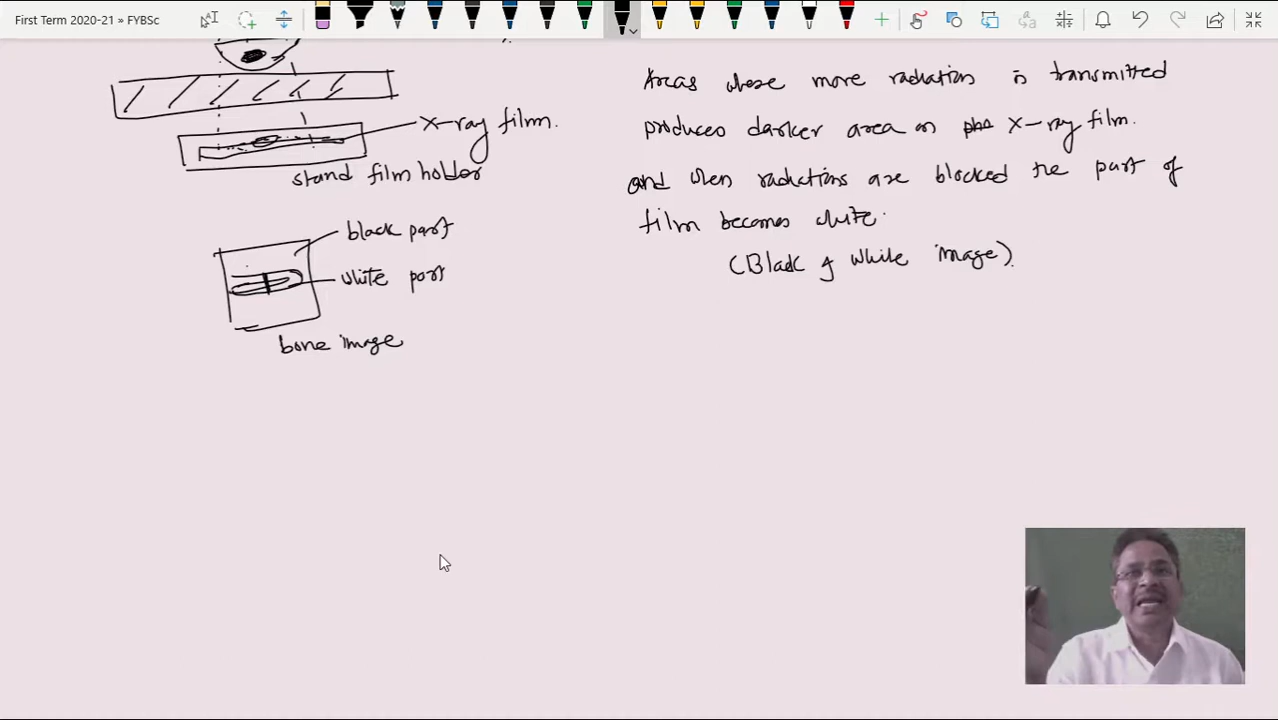 First Term 2020-21 » FYBSc
x-ray film.
stand film holder
black part
white part
bone image
Areas where more radiation is transmitted
produces darker area on x-ray film.
and when radiations are blocked the part of
film becomes white.
(Black & while image).